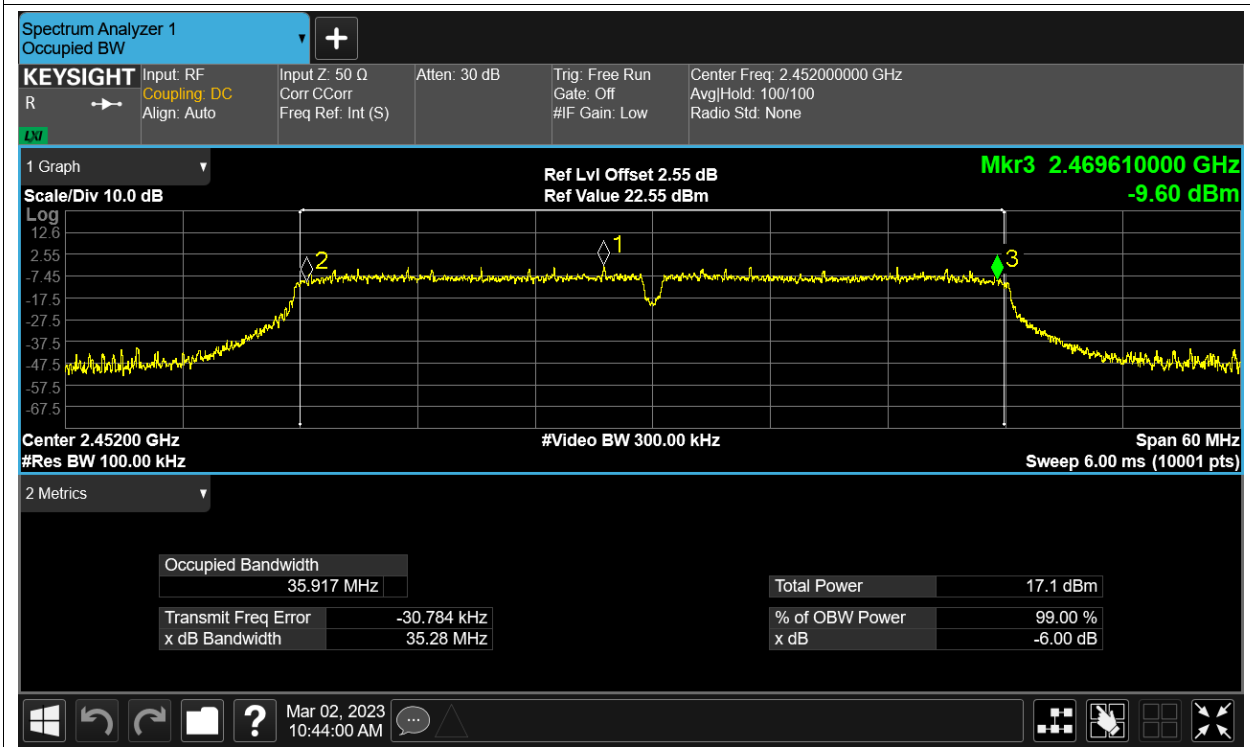 Spectrum Analyzer 1
Occupied BW
KEYSIGHT
R
LXI
Input: RF
Coupling: DC
Align: Auto
Input Z: 50 Ω
Corr CCorr
Freq Ref: Int (S)
Atten: 30 dB
Trig: Free Run
Gate: Off
#IF Gain: Low
Center Freq: 2.452000000 GHz
Avg|Hold: 100/100
Radio Std: None
1 Graph
Scale/Div 10.0 dB
Ref Lvl Offset 2.55 dB
Ref Value 22.55 dBm
Mkr3 2.469610000 GHz
-9.60 dBm
Log
12.6
2.55
-7.45
-17.5
-27.5
-37.5
-47.5
-57.5
-67.5
2
1
3
Center 2.45200 GHz
#Video BW 300.00 kHz
Span 60 MHz
#Res BW 100.00 kHz
Sweep 6.00 ms (10001 pts)
2 Metrics
Occupied Bandwidth
35.917 MHz
Total Power 17.1 dBm
Transmit Freq Error -30.784 kHz
% of OBW Power 99.00 %
x dB Bandwidth 35.28 MHz
x dB -6.00 dB
?
Mar 02, 2023
10:44:00 AM